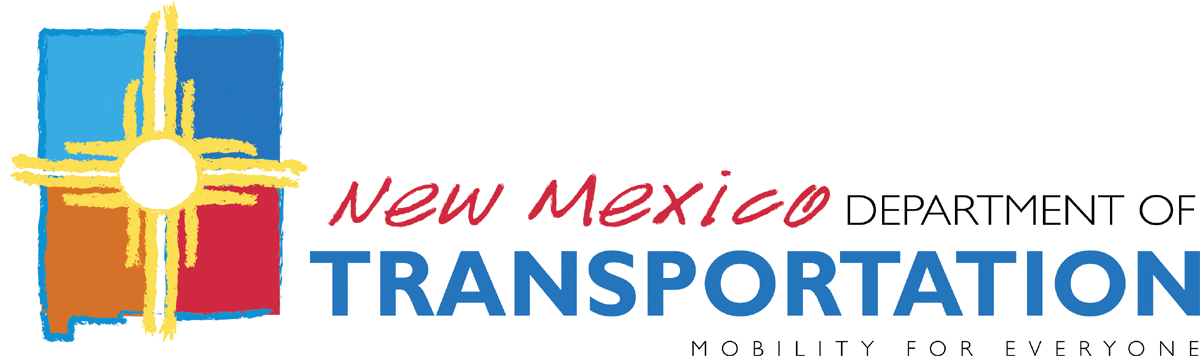 New Mexico DEPARTMENT OF
TRANSPORTATION
MOBILITY FOR EVERYONE